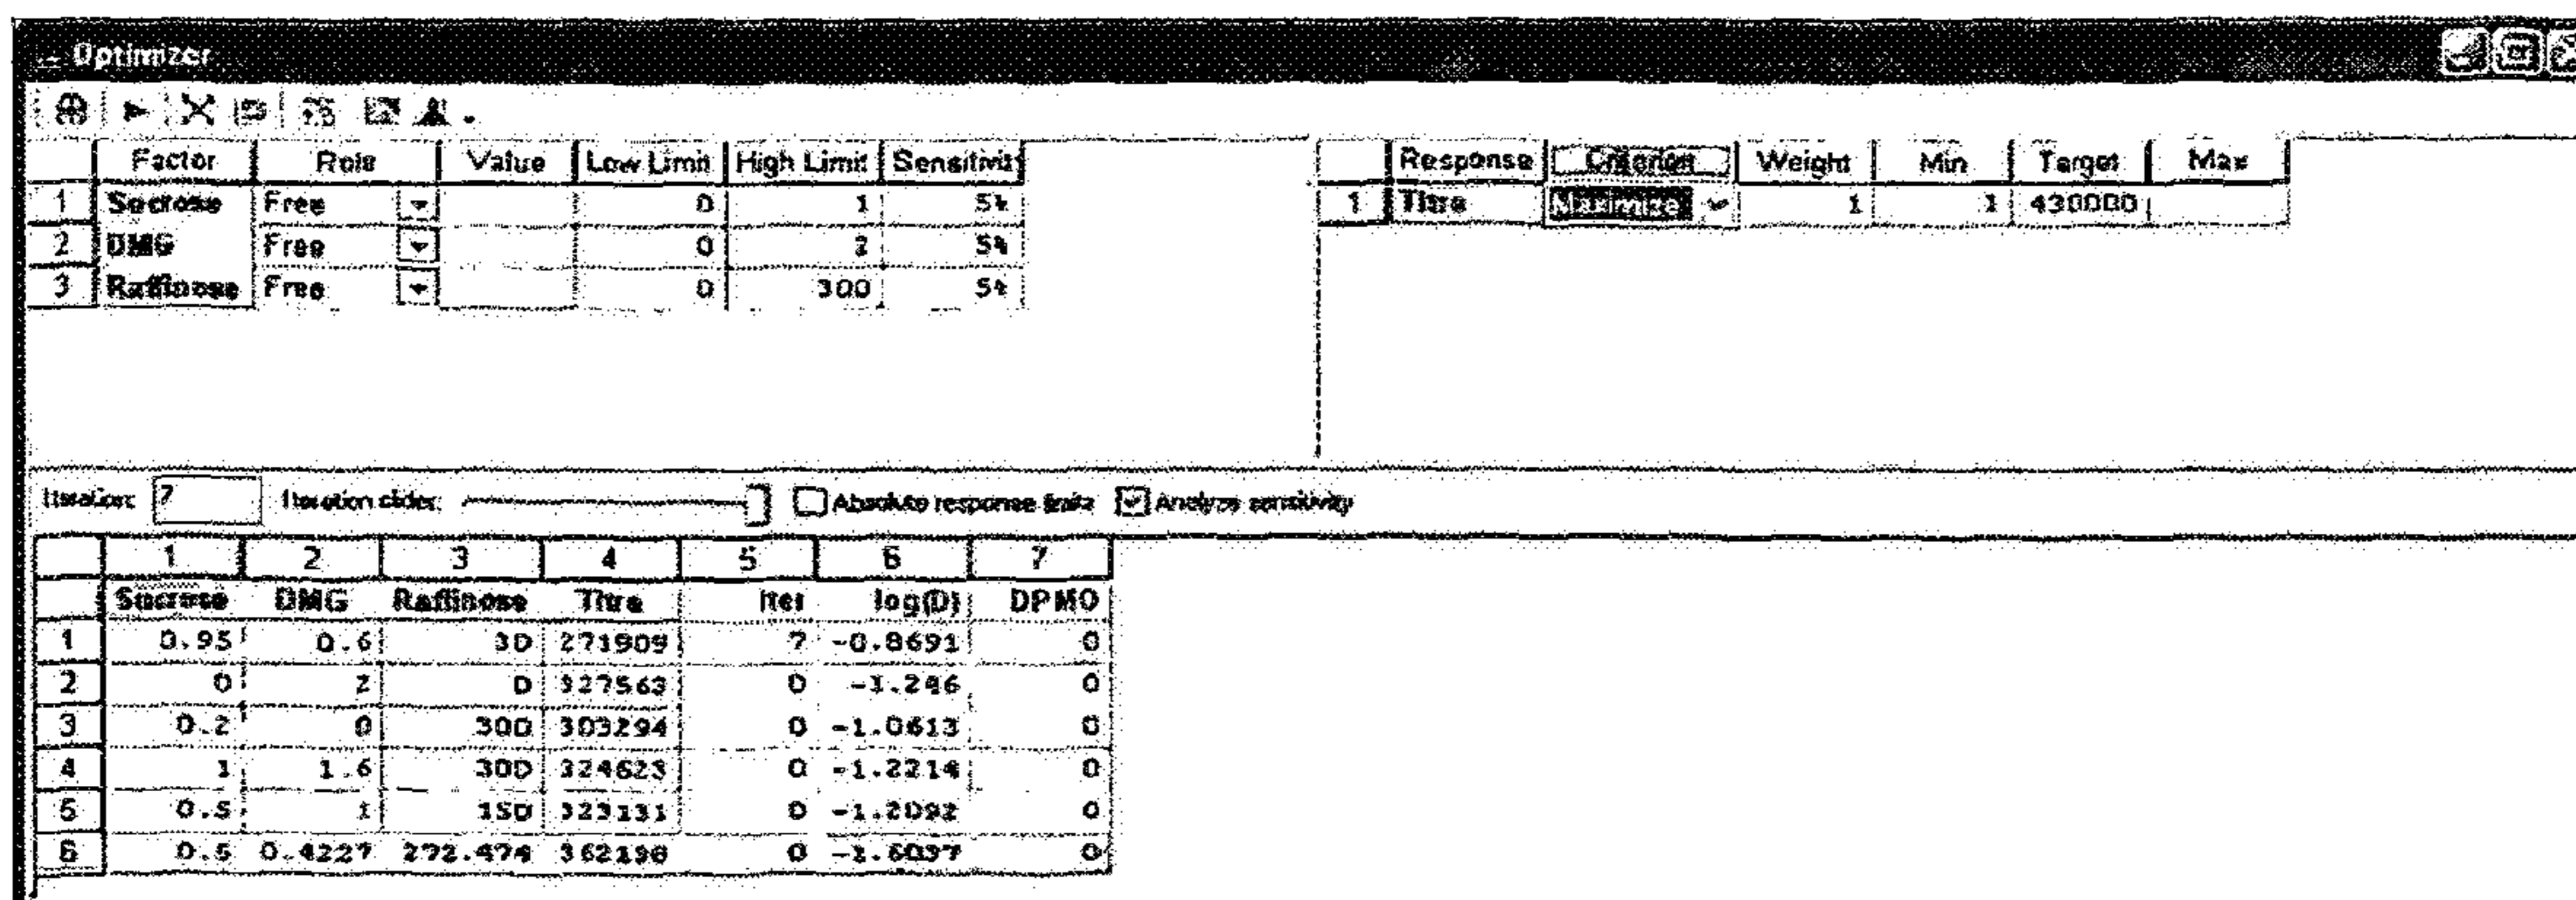 Optimizer
Factor Role Value Low Limit High Limit Sensitivit
1 Sucrose Free 0 1 5%
2 DMG Free 0 2 5%
3 Raffinose Free 0 300 5%
Response Criterion Weight Min Target Max
1 Titre Maximize 1 1 430000
Iteration: 7 Iteration slider: Absolute response limits Analyze sensitivity
1 2 3 4 5 6 7
Sucrose DMG Raffinose Titre Iter log(D) DPMO
1 0.95 0.6 30 271909 7 -0.8691 0
2 0 2 0 327563 0 -1.246 0
3 0.2 0 300 303294 0 -1.0613 0
4 1 1.6 300 324623 0 -1.2214 0
5 0.5 1 150 323131 0 -1.2092 0
6 0.5 0.4227 272.474 362198 0 0